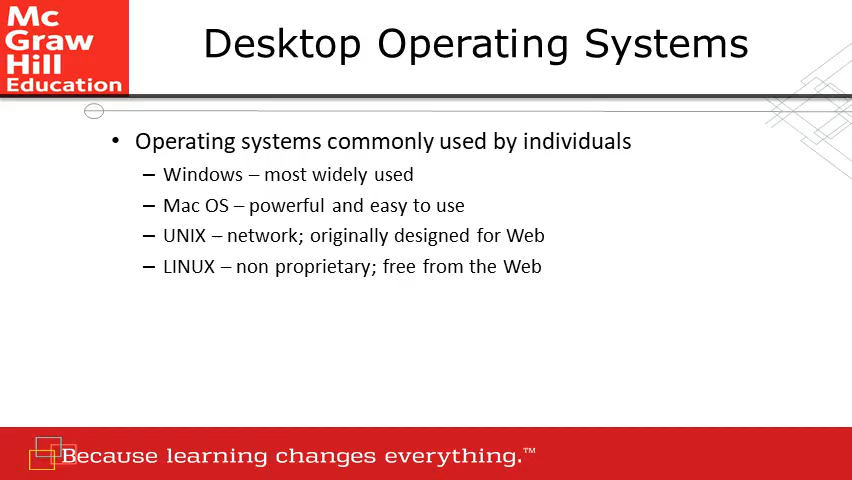 Mc
Graw
Hill
Education
Desktop Operating Systems
• Operating systems commonly used by individuals
– Windows – most widely used
– Mac OS – powerful and easy to use
– UNIX – network; originally designed for Web
– LINUX – non proprietary; free from the Web
Because learning changes everything.™